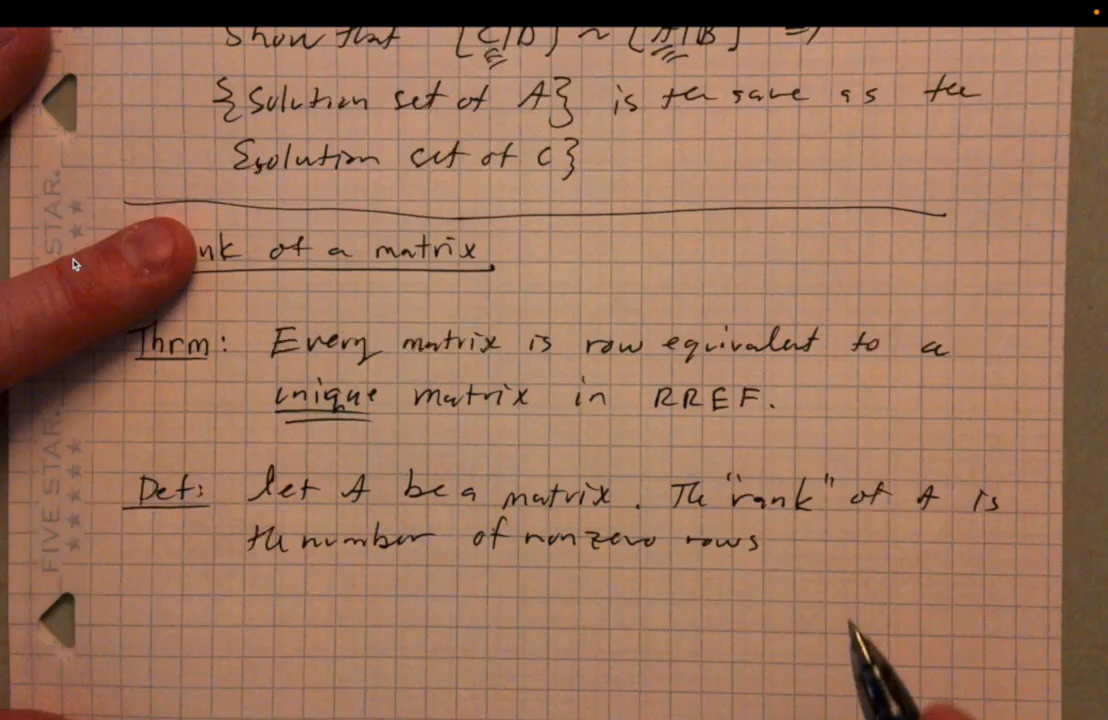 Show that [C|D] ~ [A|B] =>
{Solution set of A} is the same as the
{solution set of C}
nk of a matrix
Thrm: Every matrix is row equivalent to a
unique matrix in RREF.
Def: let A be a matrix. The "rank" of A is
the number of nonzero rows
FIVE STAR.
FIVE STAR.